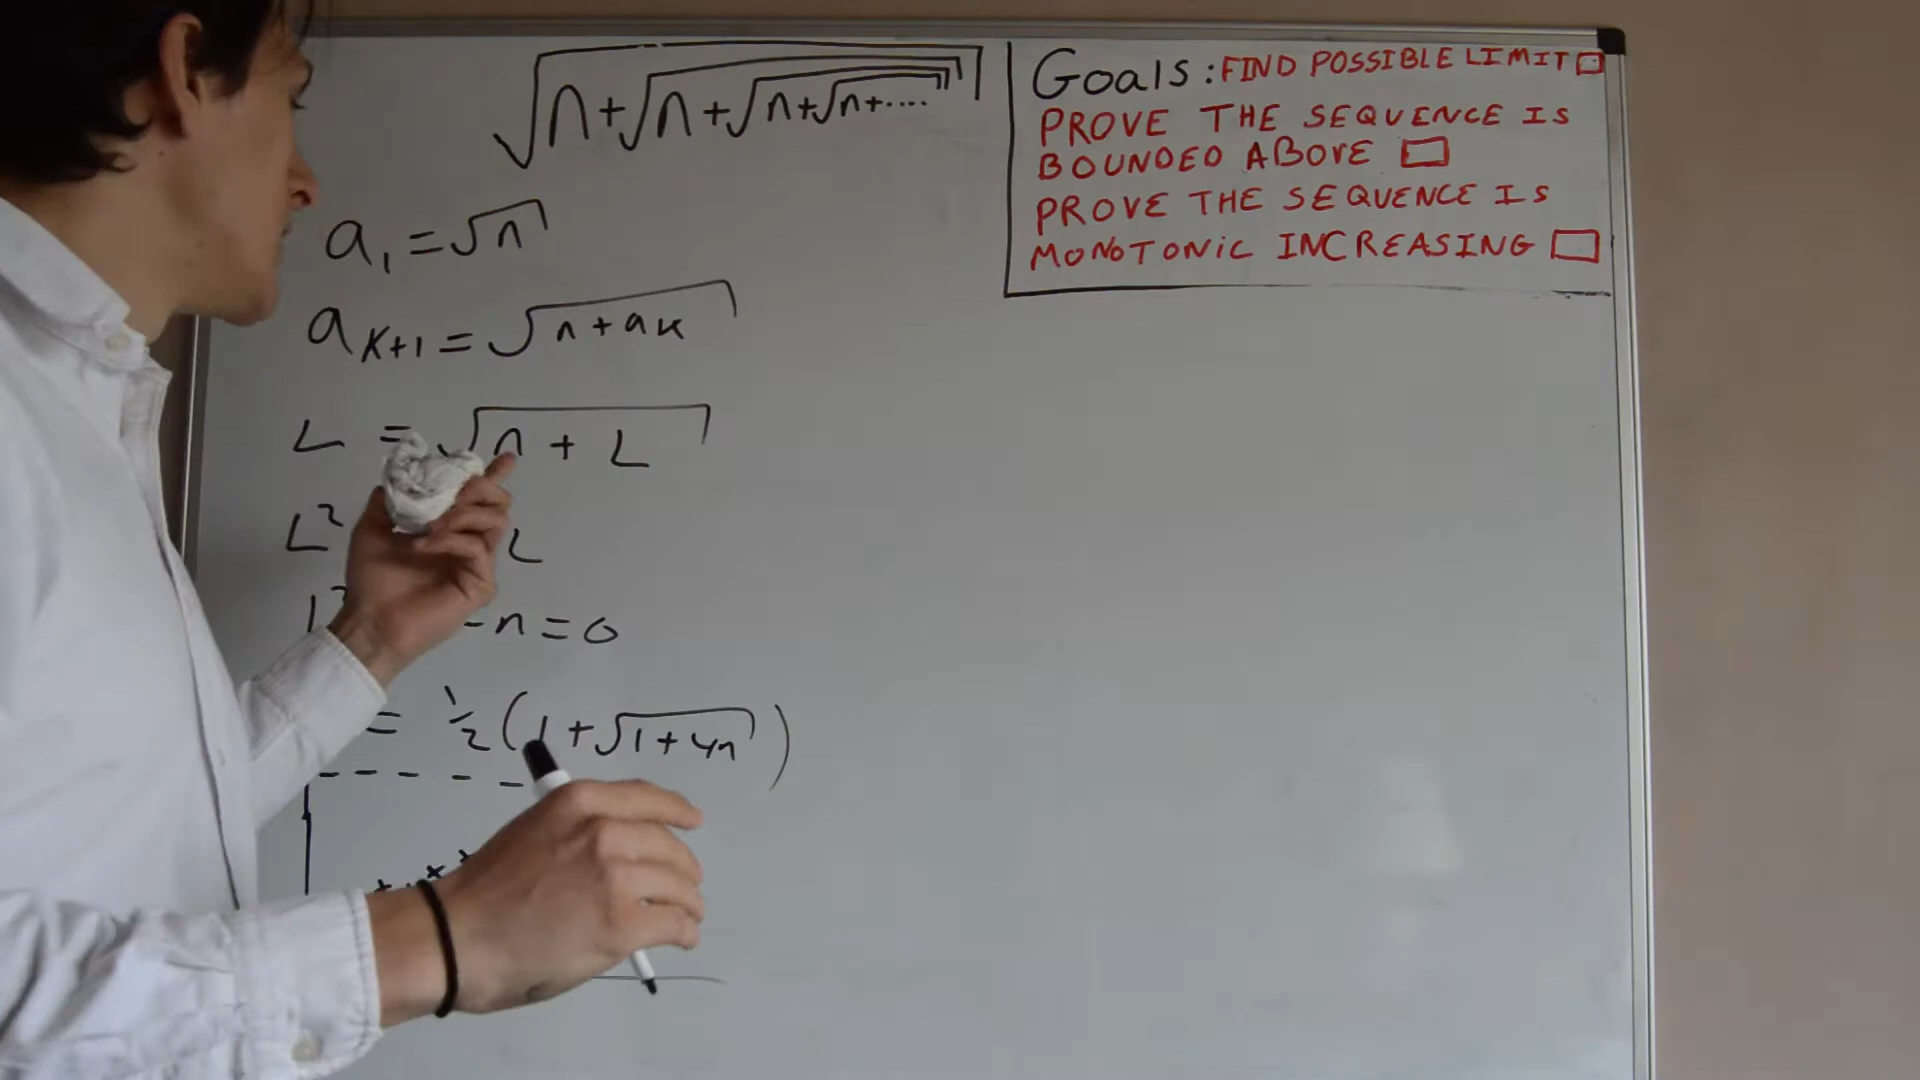 √n+√n+√n+√n+....
a₁=√n
aₖ₊₁=√n+aₖ
L = √n + L
L² L
-n=0
= ½(1+√1+4n)
Goals: FIND POSSIBLE LIMIT
PROVE THE SEQUENCE IS
BOUNDED ABOVE
PROVE THE SEQUENCE IS
MONOTONIC INCREASING